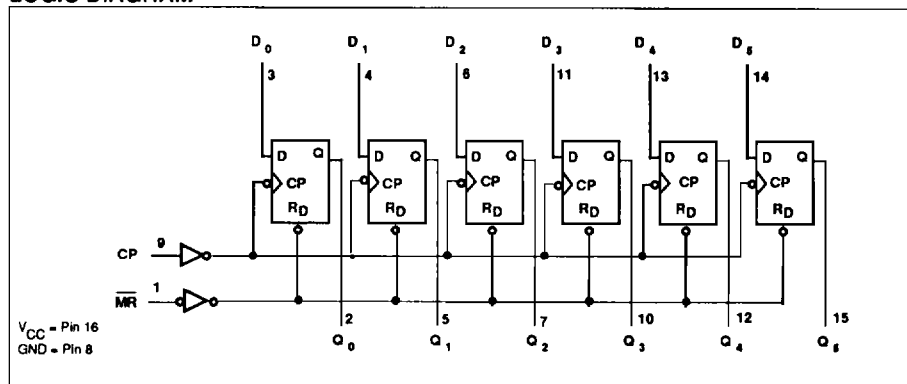 D0 D1 D2 D3 D4 D5
3 4 6 11 13 14
D Q D Q D Q D Q D Q D Q
CP CP CP CP CP CP
RD RD RD RD RD RD
CP 9
MR 1
VCC = Pin 16
GND = Pin 8
2 5 7 10 12 15
Q0 Q1 Q2 Q3 Q4 Q5